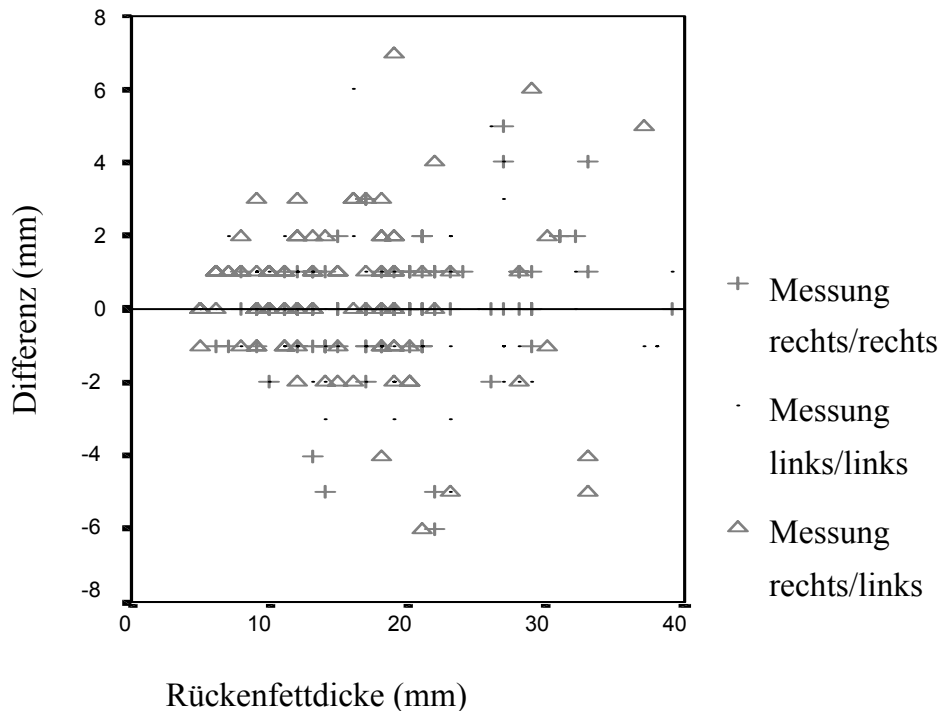 8
6
4
2
0
-2
-4
-6
-8
Differenz (mm)
0 10 20 30 40
Rückenfettdicke (mm)
Messung
rechts/rechts
Messung
links/links
Messung
rechts/links